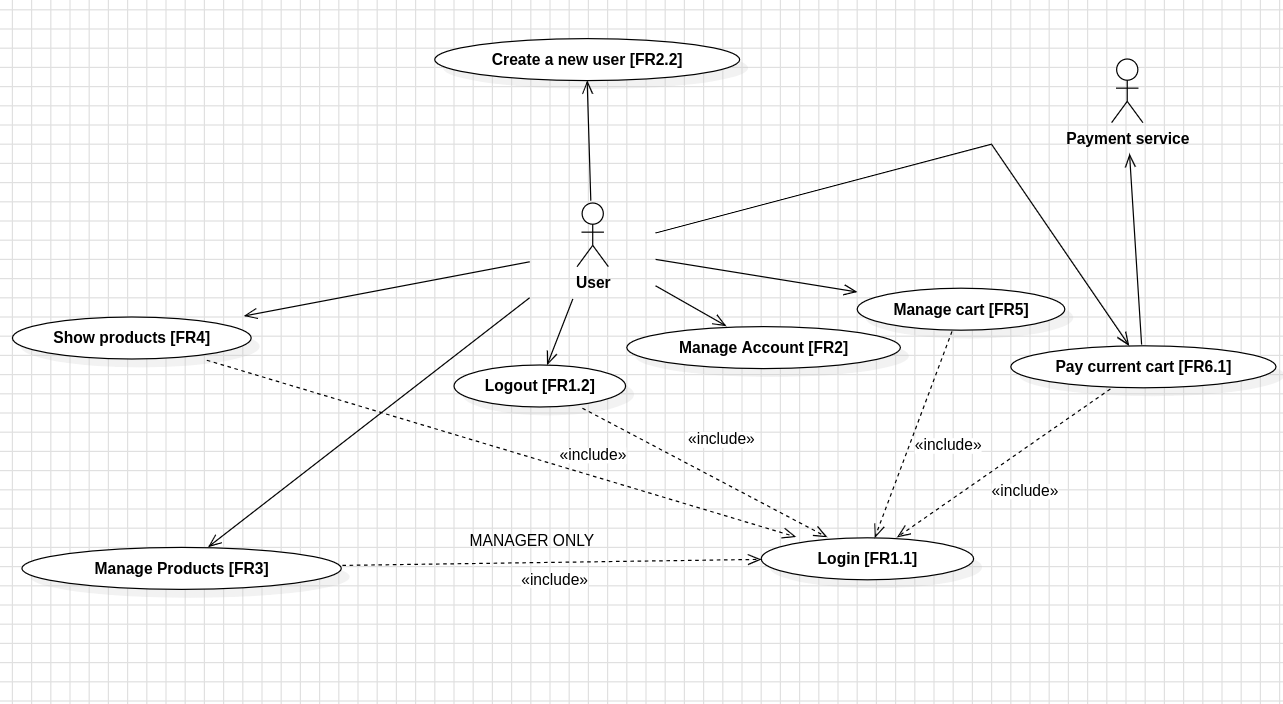 Create a new user [FR2.2]
Payment service
User
Show products [FR4]
Manage cart [FR5]
Manage Account [FR2]
Pay current cart [FR6.1]
Logout [FR1.2]
«include»
«include»
«include»
«include»
MANAGER ONLY
Login [FR1.1]
Manage Products [FR3]
«include»